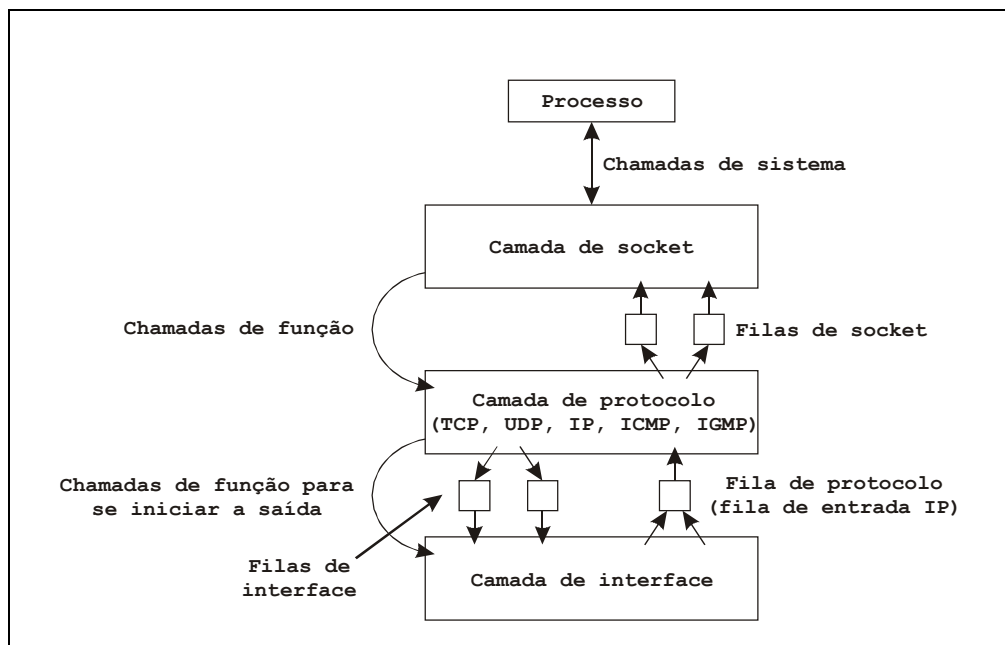 Processo
Chamadas de sistema
Camada de socket
Chamadas de função
Filas de socket
Camada de protocolo
(TCP, UDP, IP, ICMP, IGMP)
Chamadas de função para
se iniciar a saída
Fila de protocolo
(fila de entrada IP)
Filas de
interface
Camada de interface